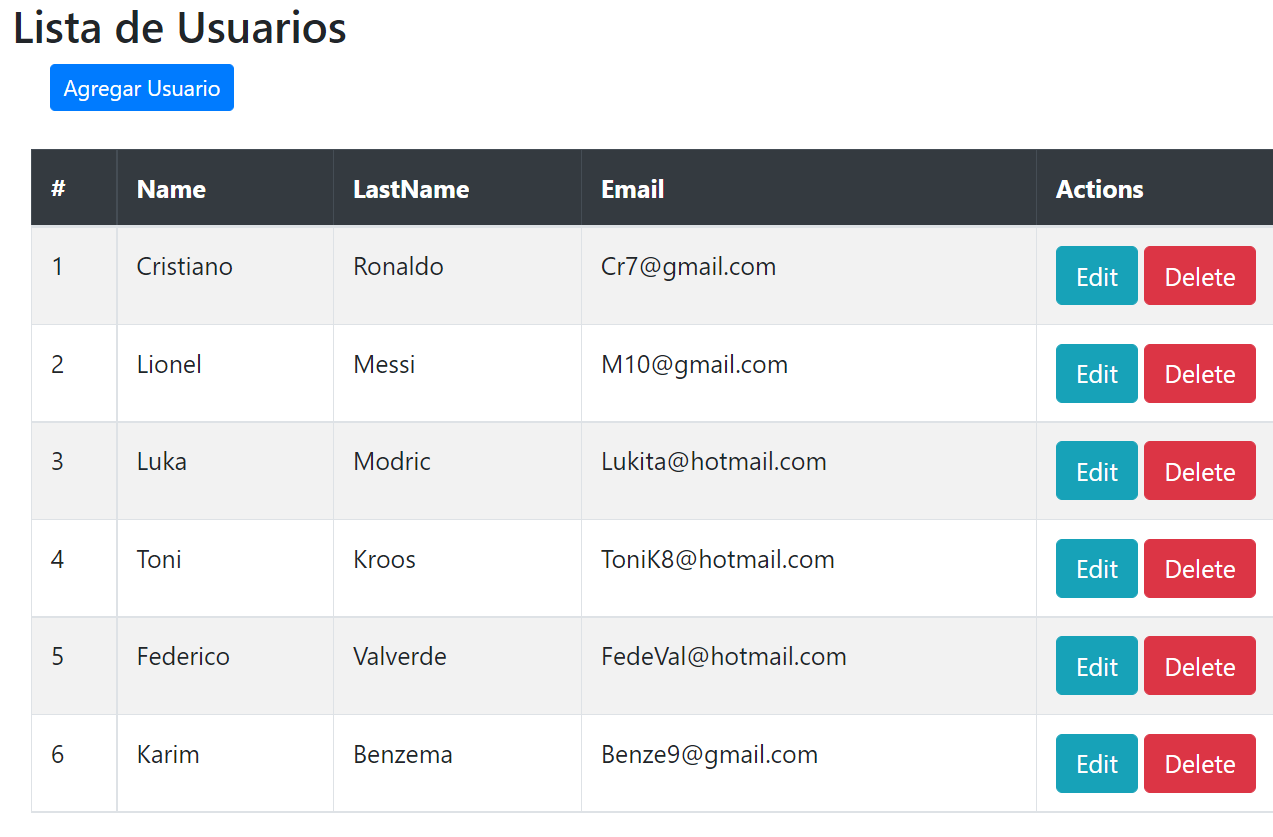 Lista de Usuarios
Agregar Usuario
# Name LastName Email Actions
1 Cristiano Ronaldo Cr7@gmail.com Edit Delete
2 Lionel Messi M10@gmail.com Edit Delete
3 Luka Modric Lukita@hotmail.com Edit Delete
4 Toni Kroos ToniK8@hotmail.com Edit Delete
5 Federico Valverde FedeVal@hotmail.com Edit Delete
6 Karim Benzema Benze9@gmail.com Edit Delete